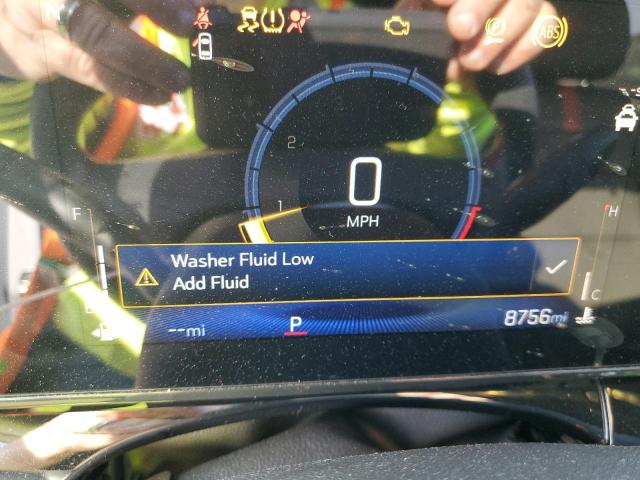 N
P
ABS
2
0
1
MPH
F
H
Washer Fluid Low
Add Fluid
C
--mi
P
8756mi